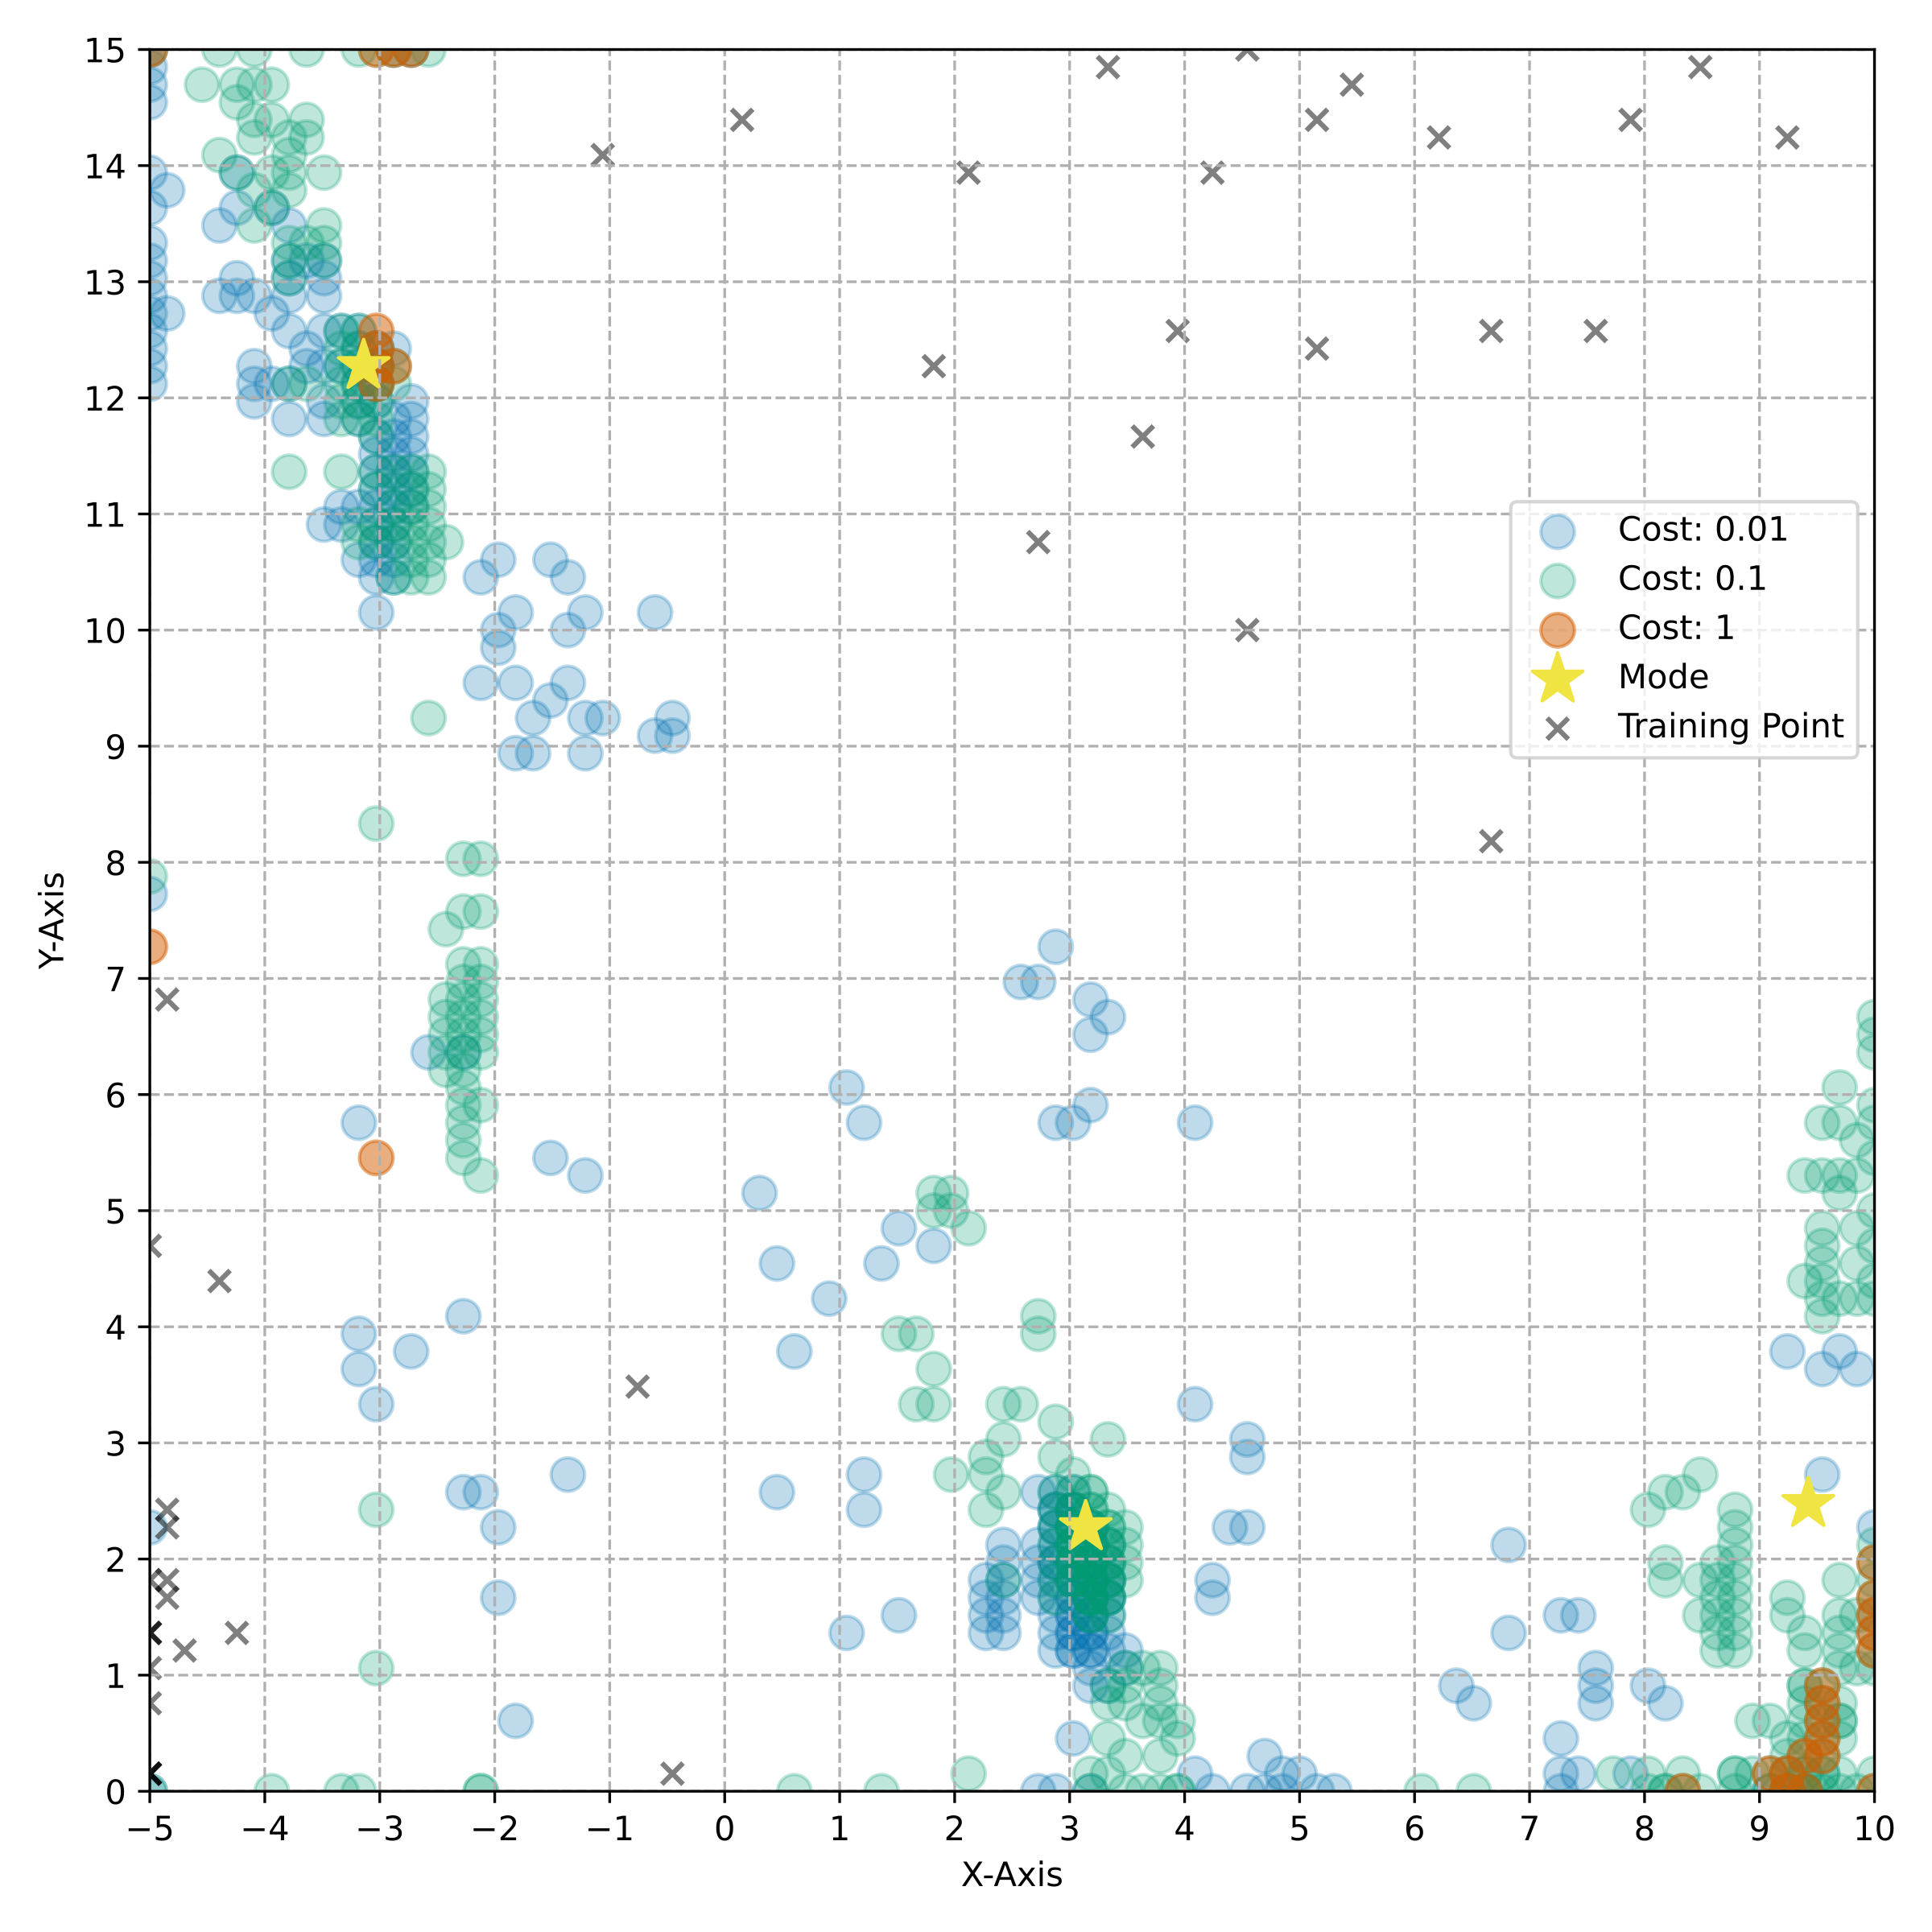 15
14
13
12
11
10
9
8
7
6
5
4
3
2
1
0
Y-Axis
Cost: 0.01
Cost: 0.1
Cost: 1
Mode
Training Point
−5 −4 −3 −2 −1 0 1 2 3 4 5 6 7 8 9 10
X-Axis